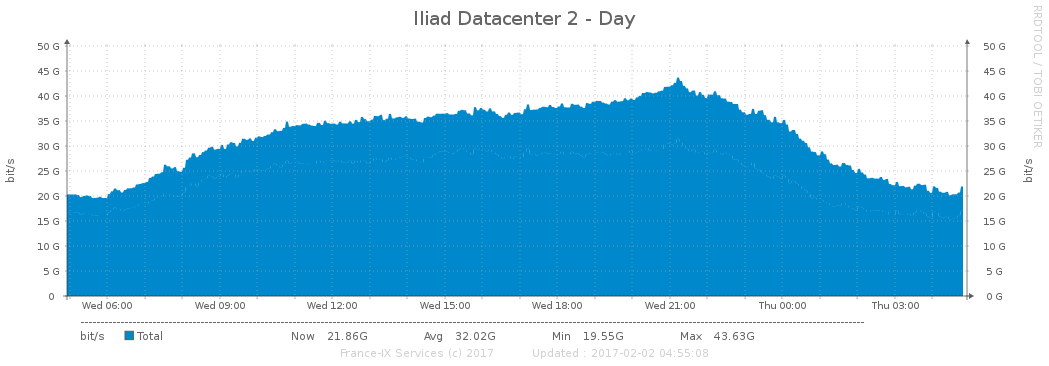 Iliad Datacenter 2 - Day
RRDTOOL / TOBI OETIKER
50 G 50 G
45 G 45 G
40 G 40 G
35 G 35 G
30 G 30 G
25 G 25 G
20 G 20 G
15 G 15 G
10 G 10 G
5 G 5 G
0 0 G
bit/s bit/s
Wed 06:00 Wed 09:00 Wed 12:00 Wed 15:00 Wed 18:00 Wed 21:00 Thu 00:00 Thu 03:00
bit/s Total Now 21.86G Avg 32.02G Min 19.55G Max 43.63G
France-IX Services (c) 2017 Updated : 2017-02-02 04:55:08